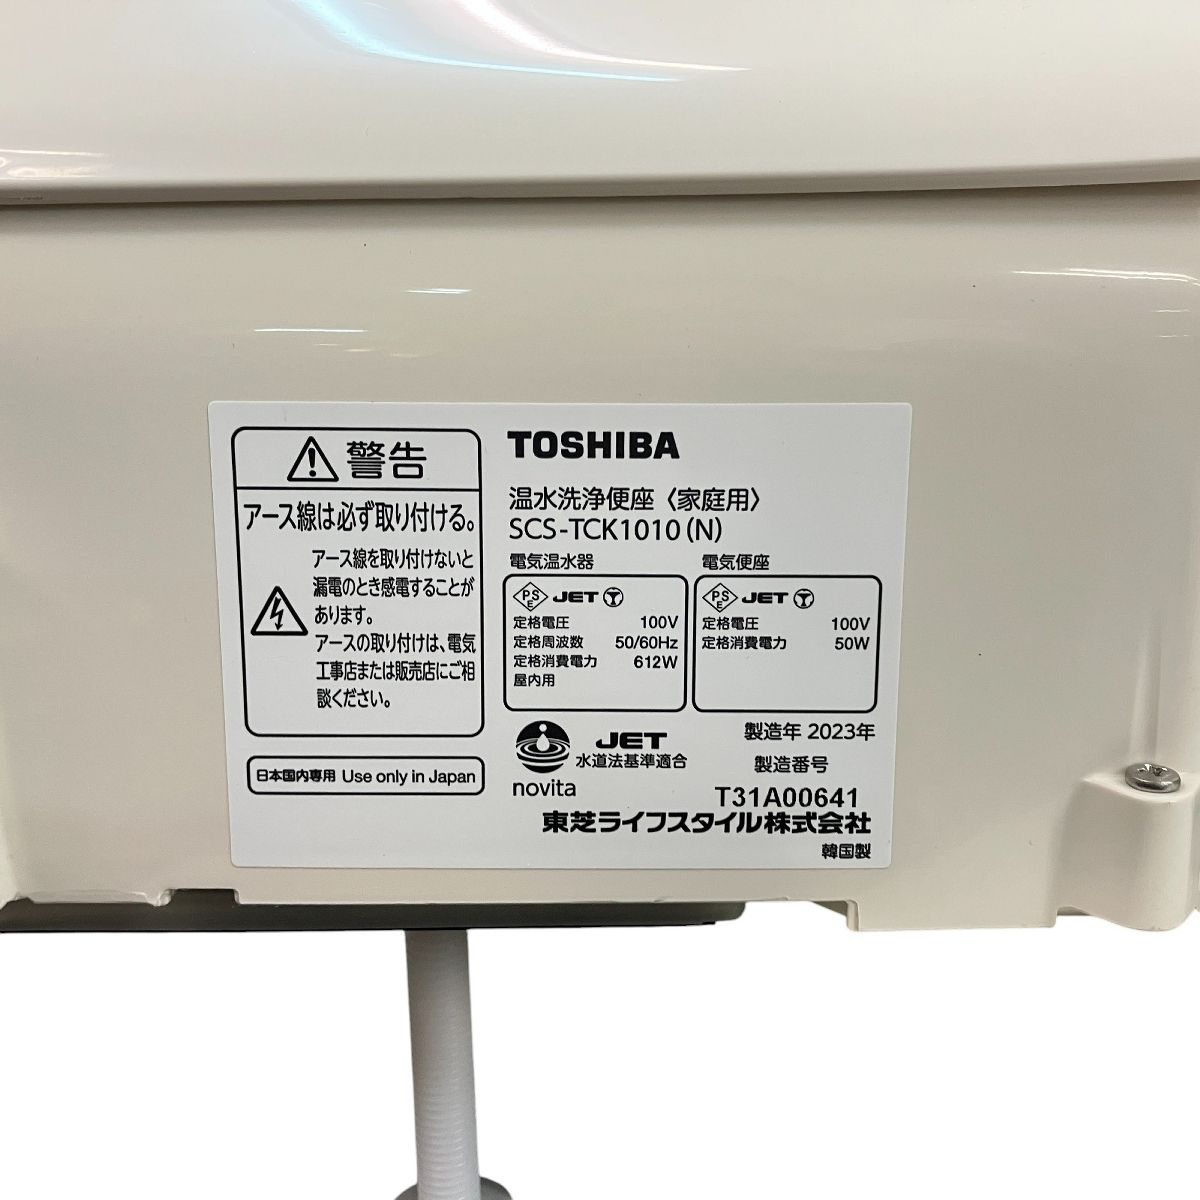 警告
アース線は必ず取り付ける。
アース線を取り付けないと
漏電のとき感電することが
あります。
アースの取り付けは、電気
工事店または販売店にご相
談ください。
日本国内専用 Use only in Japan
TOSHIBA
温水洗浄便座〈家庭用〉
SCS-TCK1010(N)
電気温水器
PSE JET
定格電圧 100V
定格周波数 50/60Hz
定格消費電力 612W
屋内用
電気便座
PSE JET
定格電圧 100V
定格消費電力 50W
novita
JET
水道法基準適合
製造年 2023年
製造番号
T31A00641
東芝ライフスタイル株式会社
韓国製